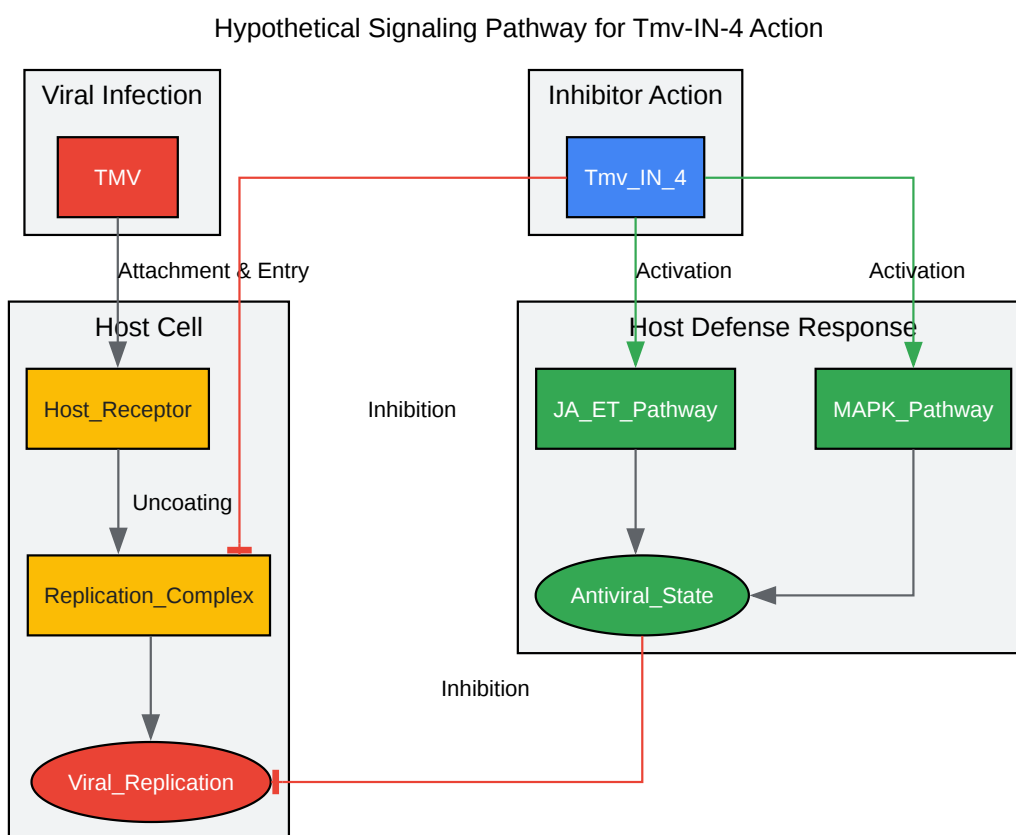 Hypothetical Signaling Pathway for Tmv-IN-4 Action
Viral Infection
Inhibitor Action
TMV
Tmv_IN_4
Attachment & Entry
Activation
Activation
Host Cell
Host Defense Response
Host_Receptor
Inhibition
JA_ET_Pathway
MAPK_Pathway
Uncoating
Replication_Complex
Antiviral_State
Inhibition
Viral_Replication